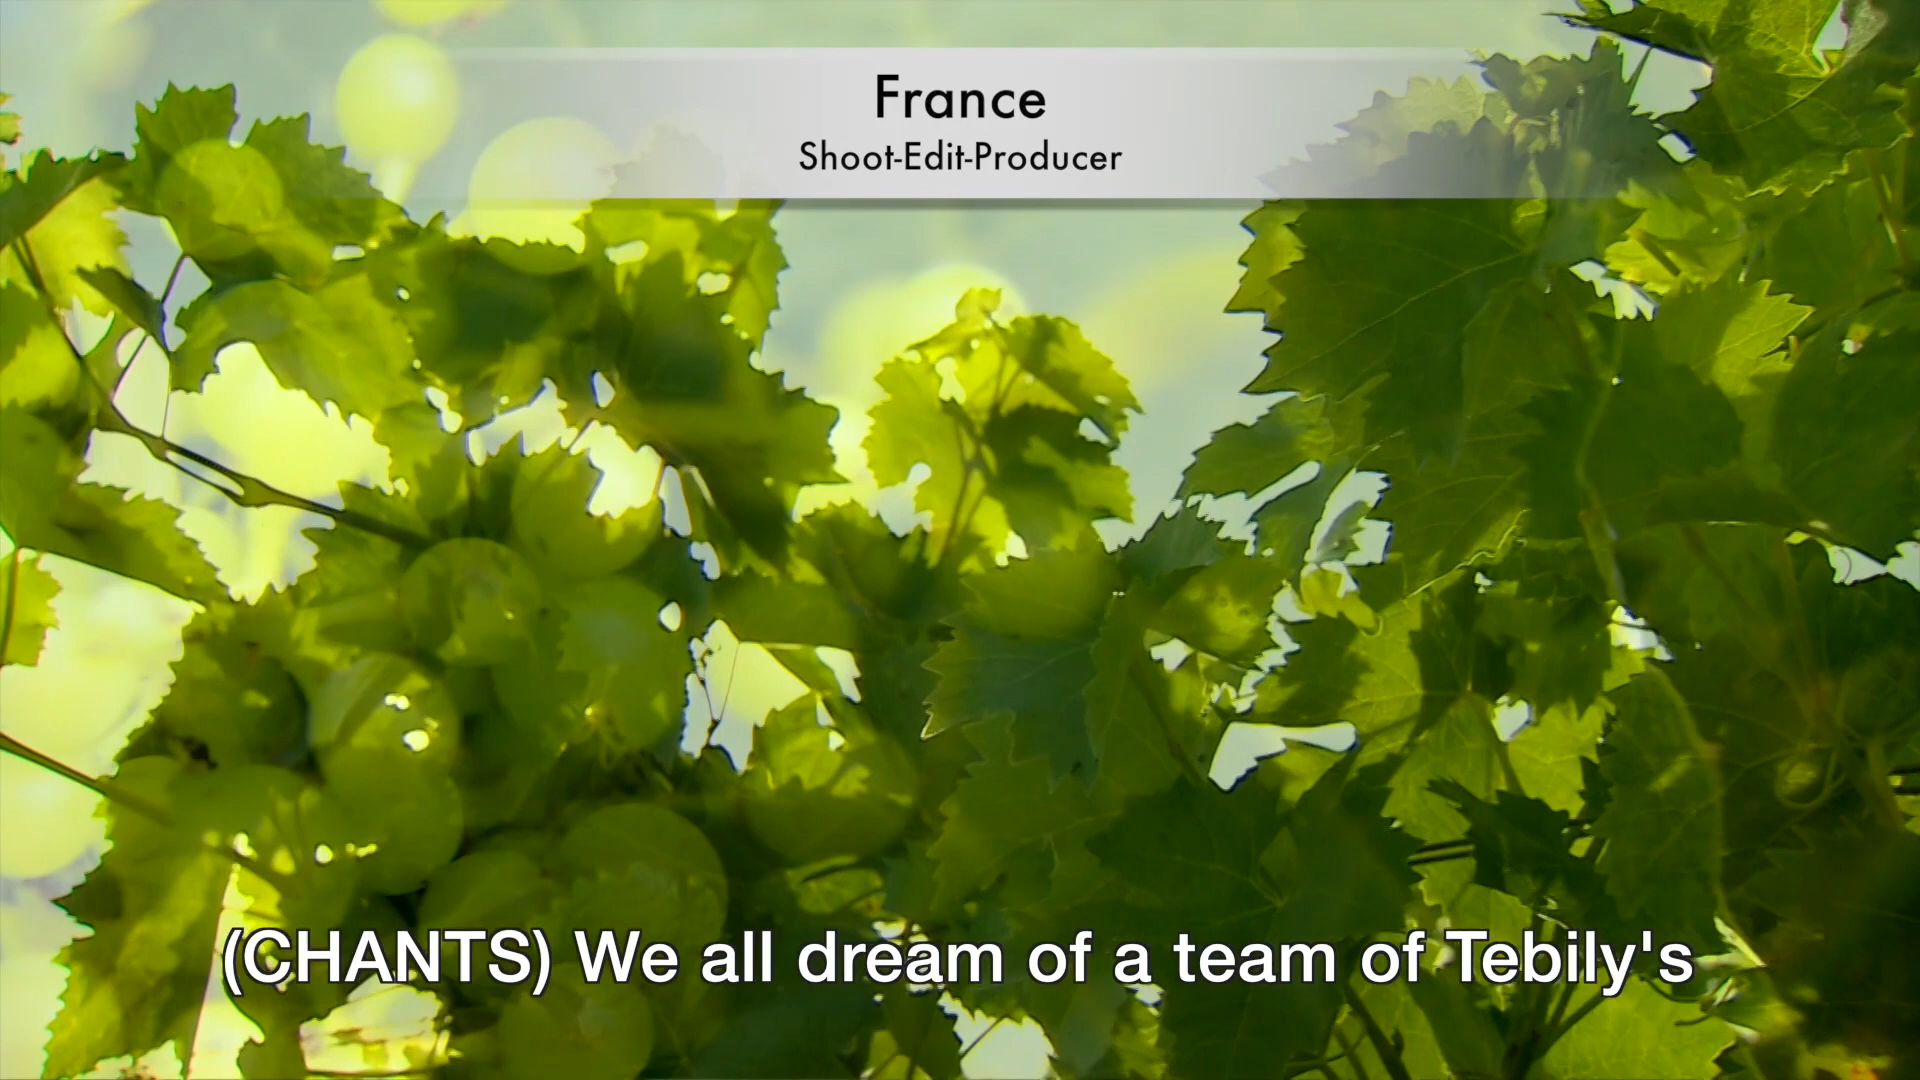 France
Shoot-Edit-Producer
(CHANTS) We all dream of a team of Tebily's